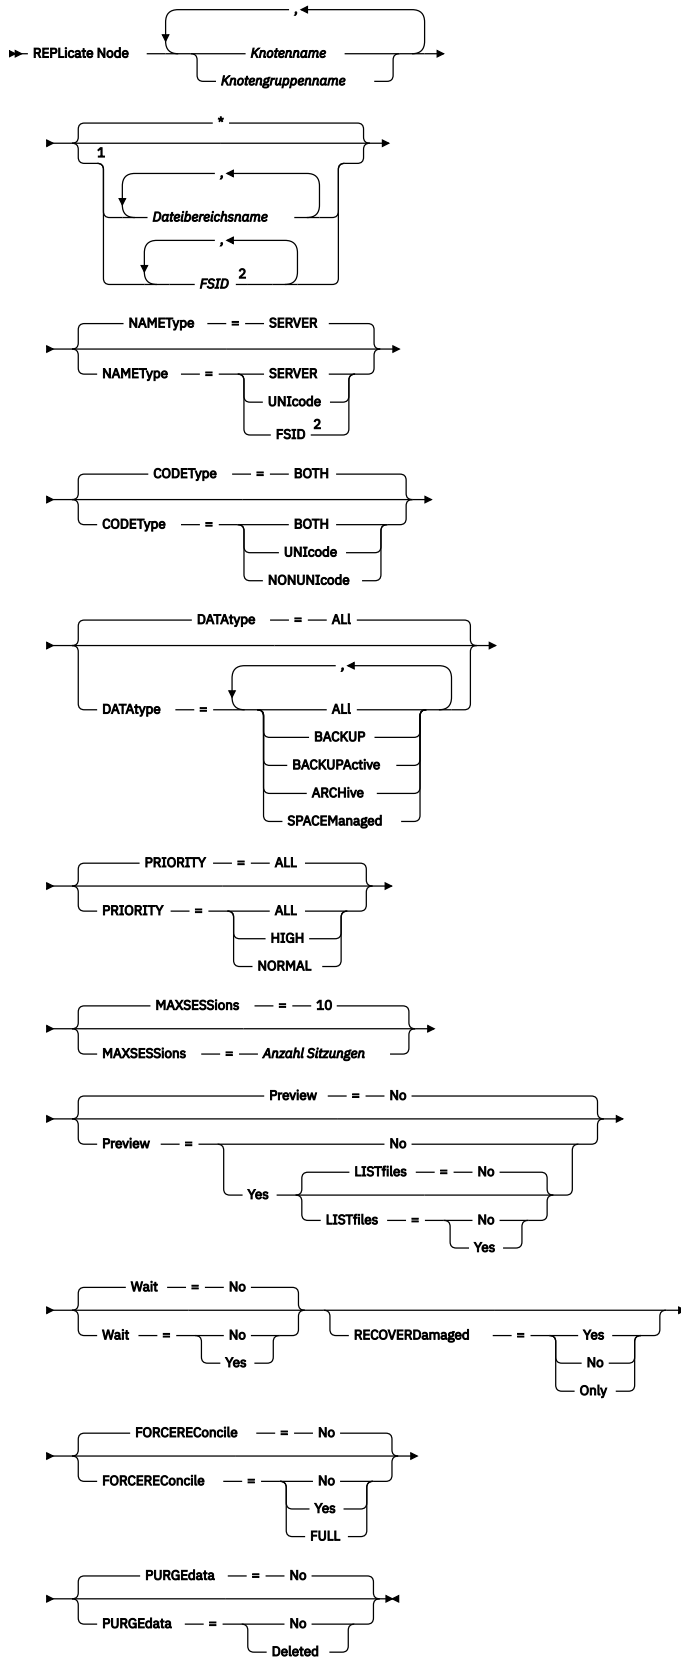 ,
REPLicate Node Knotenname
Knotengruppenname
*
1
,
Dateibereichsname
,
FSID 2
NAMEType = SERVER
NAMEType = SERVER
UNIcode
FSID 2
CODEType = BOTH
CODEType = BOTH
UNIcode
NONUNIcode
DATAtype = ALl
,
DATAtype = ALl
BACKUP
BACKUPActive
ARCHive
SPACEManaged
PRIORITY = ALL
PRIORITY = ALL
HIGH
NORMAL
MAXSESSions = 10
MAXSESSions = Anzahl Sitzungen
Preview = No
Preview = No
Yes LISTfiles = No
LISTfiles = No
Yes
Wait = No
Wait = No RECOVERDamaged = Yes
Yes No
Only
FORCEREConcile = No
FORCEREConcile = No
Yes
FULL
PURGEdata = No
PURGEdata = No
Deleted